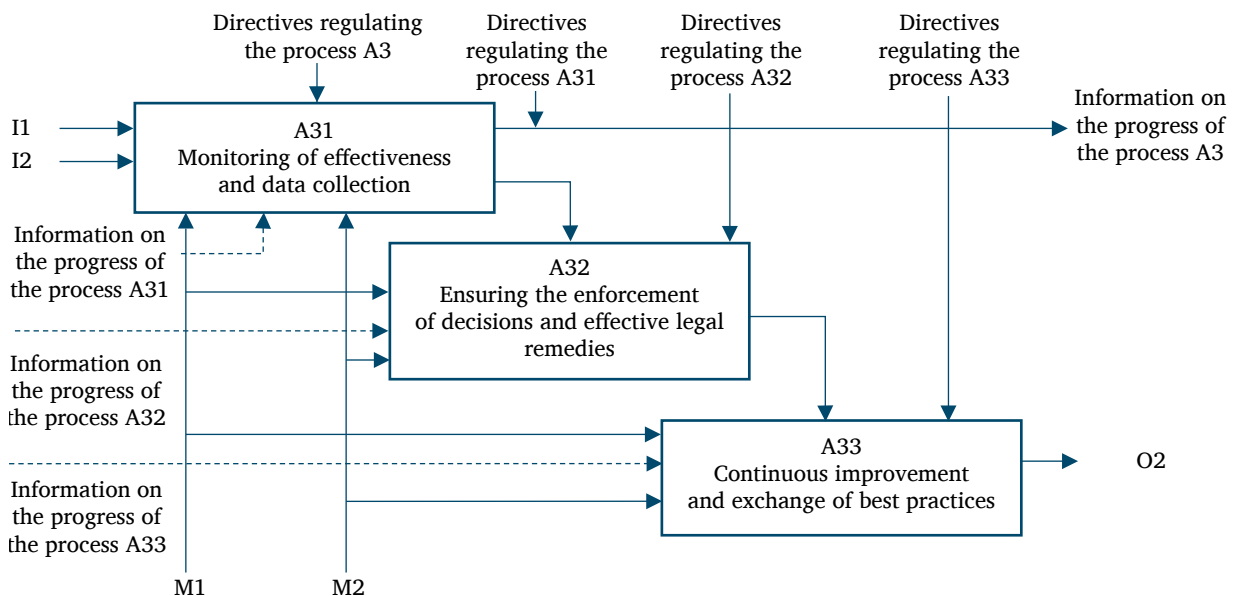 Directives regulating
the process A3
Directives
regulating the
process A31
Directives
regulating the
process A32
Directives
regulating the
process A33
I1
I2
A31
Monitoring of effectiveness
and data collection
Information on
the progress of
the process A3
Information on
the progress of
the process A31
A32
Ensuring the enforcement
of decisions and effective legal
remedies
Information on
the progress of
the process A32
A33
Continuous improvement
and exchange of best practices
O2
Information on
the progress of
the process A33
M1
M2